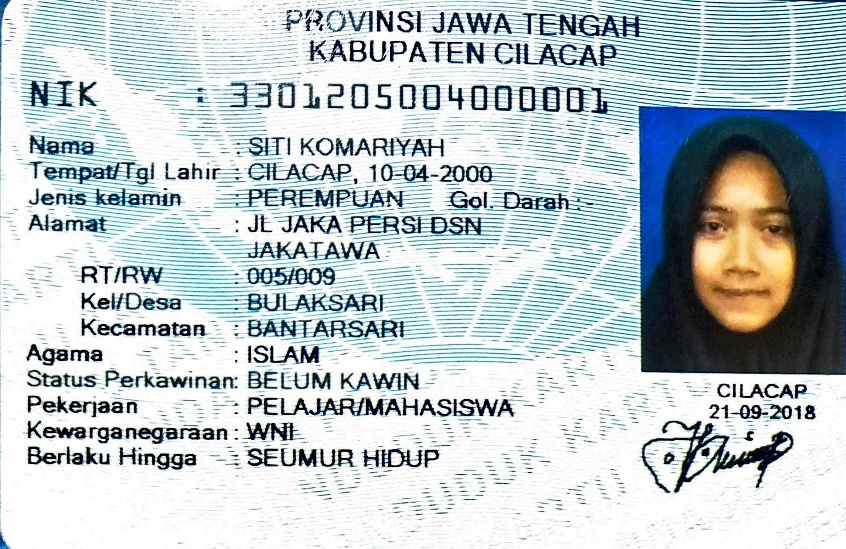 PROVINSI JAWA TENGAH
KABUPATEN CILACAP
NIK : 3301205004000001
Nama : SITI KOMARIYAH
Tempat/Tgl Lahir : CILACAP, 10-04-2000
Jenis kelamin : PEREMPUAN Gol. Darah :-
Alamat : JL JAKA PERSI DSN
JAKATAWA
RT/RW : 005/009
Kel/Desa : BULAKSARI
Kecamatan : BANTARSARI
Agama : ISLAM
Status Perkawinan: BELUM KAWIN
Pekerjaan : PELAJAR/MAHASISWA
Kewarganegaraan : WNI
Berlaku Hingga : SEUMUR HIDUP
CILACAP
21-09-2018